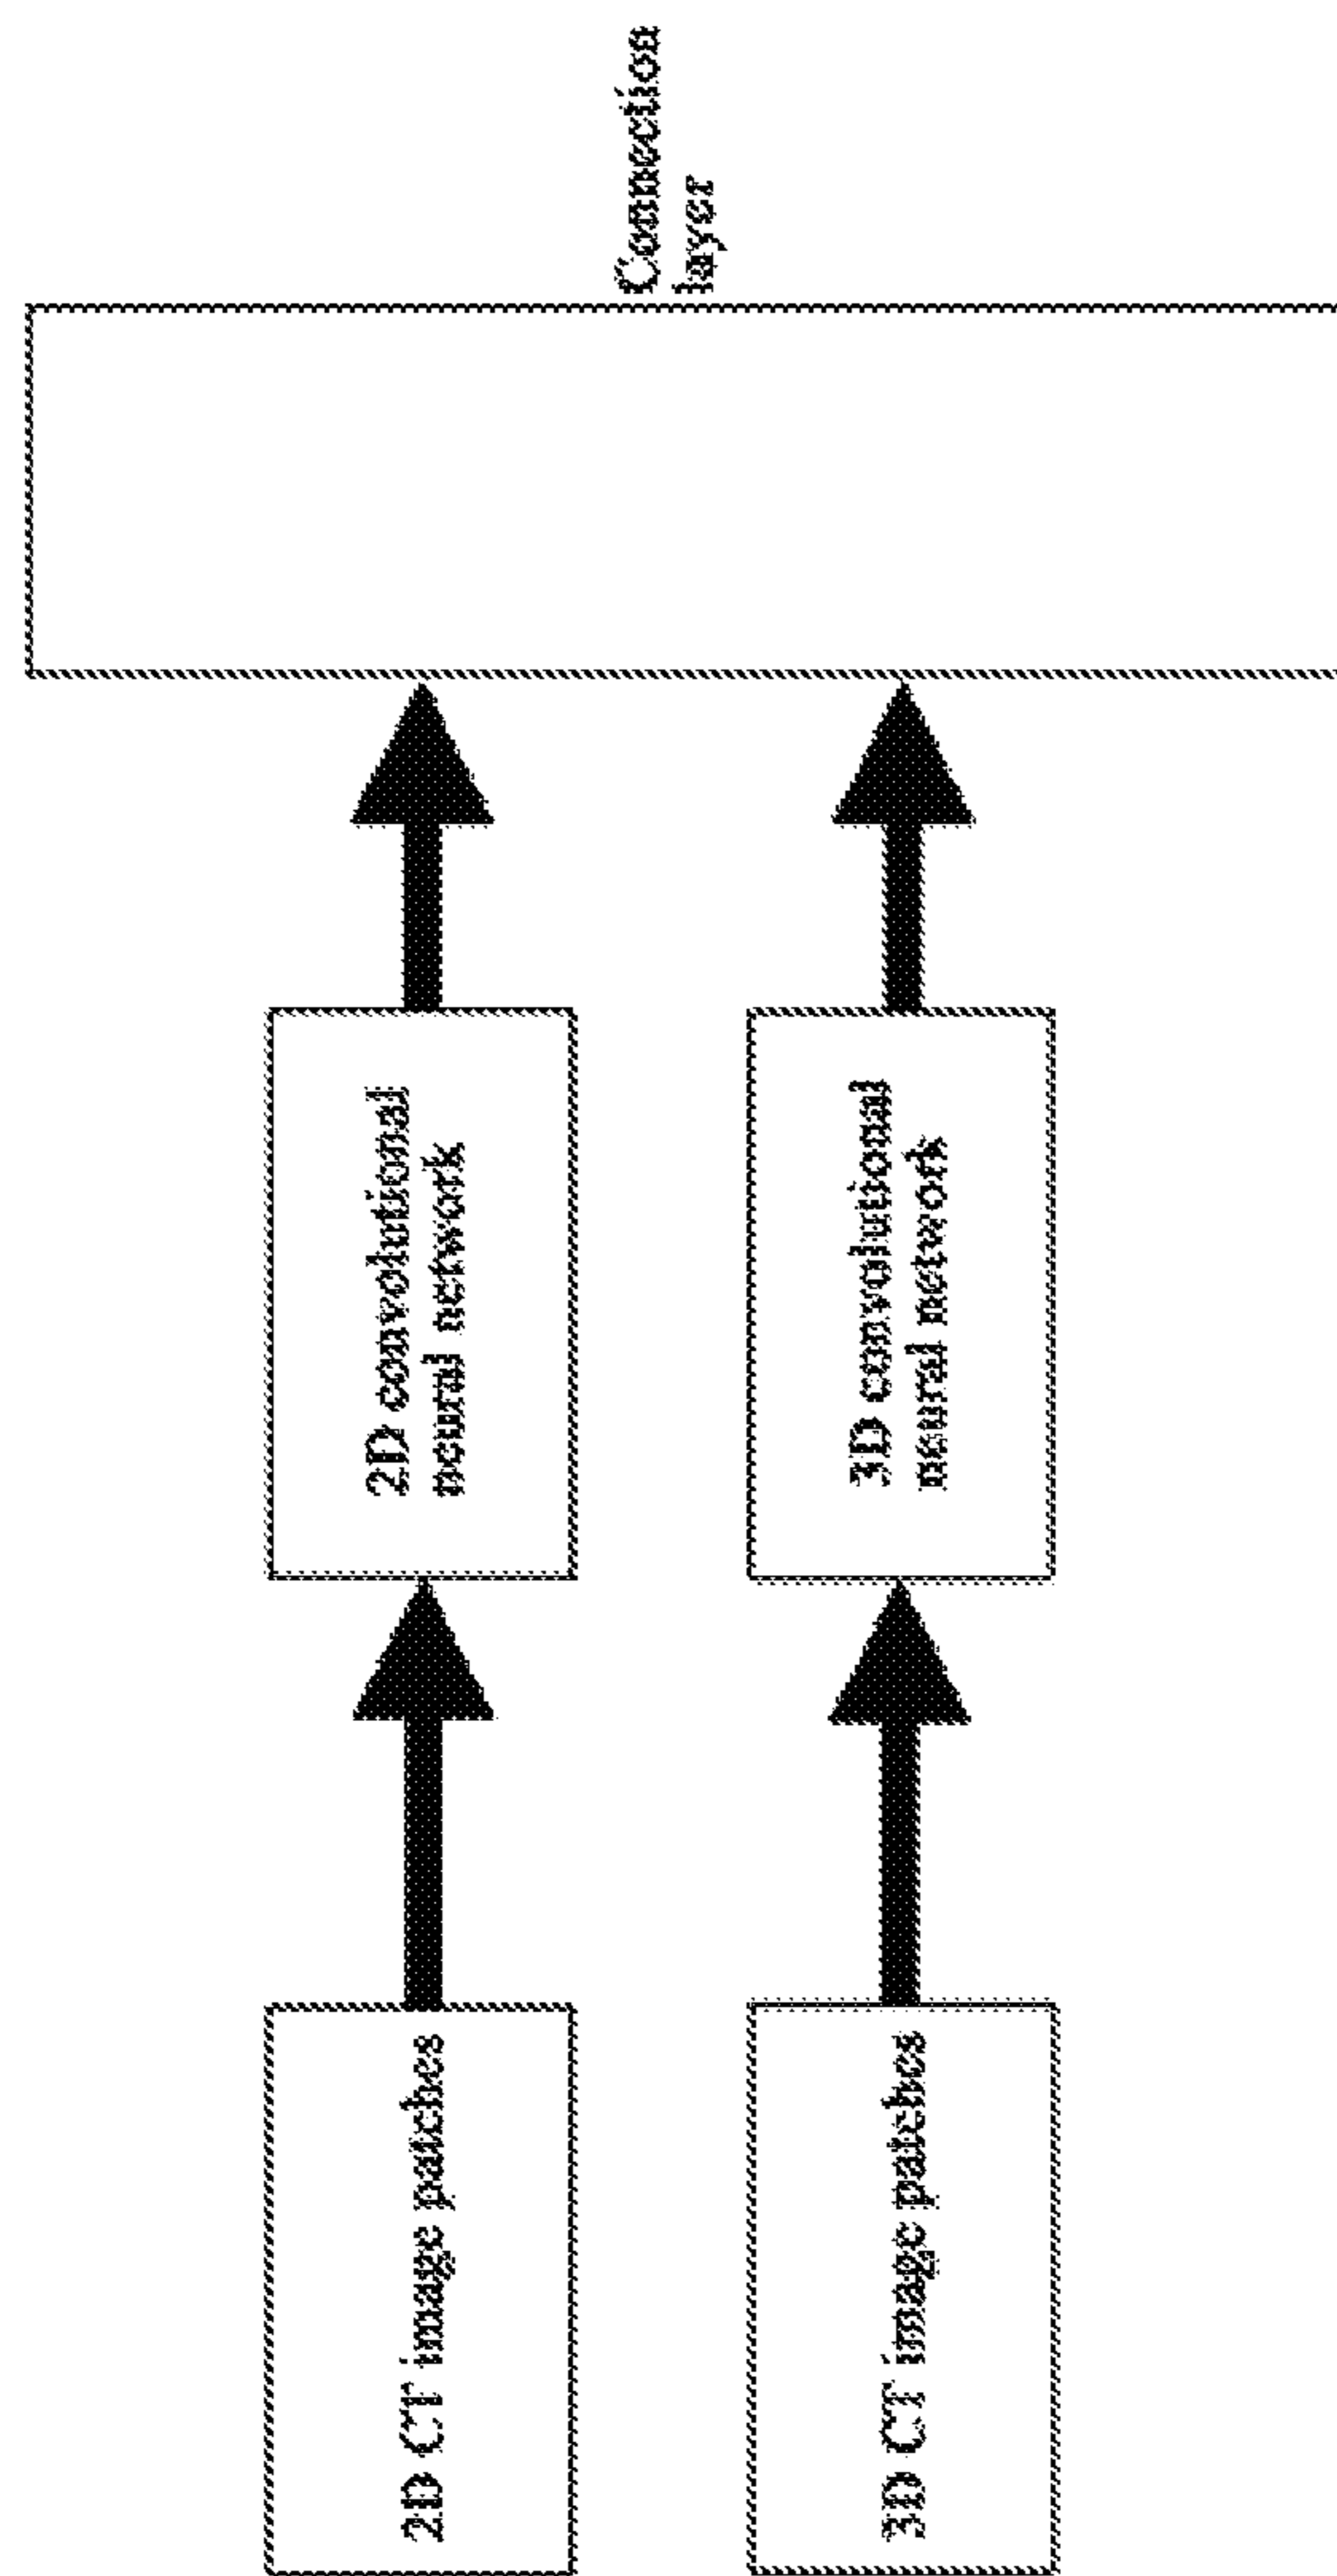 2D CT image patches
2D convolutional
neural network
3D CT image patches
3D convolutional
neural network
Connection
layer